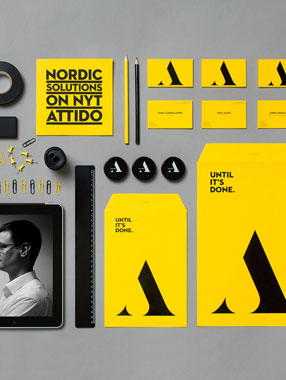 NORDIC
SOLUTIONS
ON NYT
ATTIDO
UNTIL
IT'S
DONE.
UNTIL
IT'S
DONE.